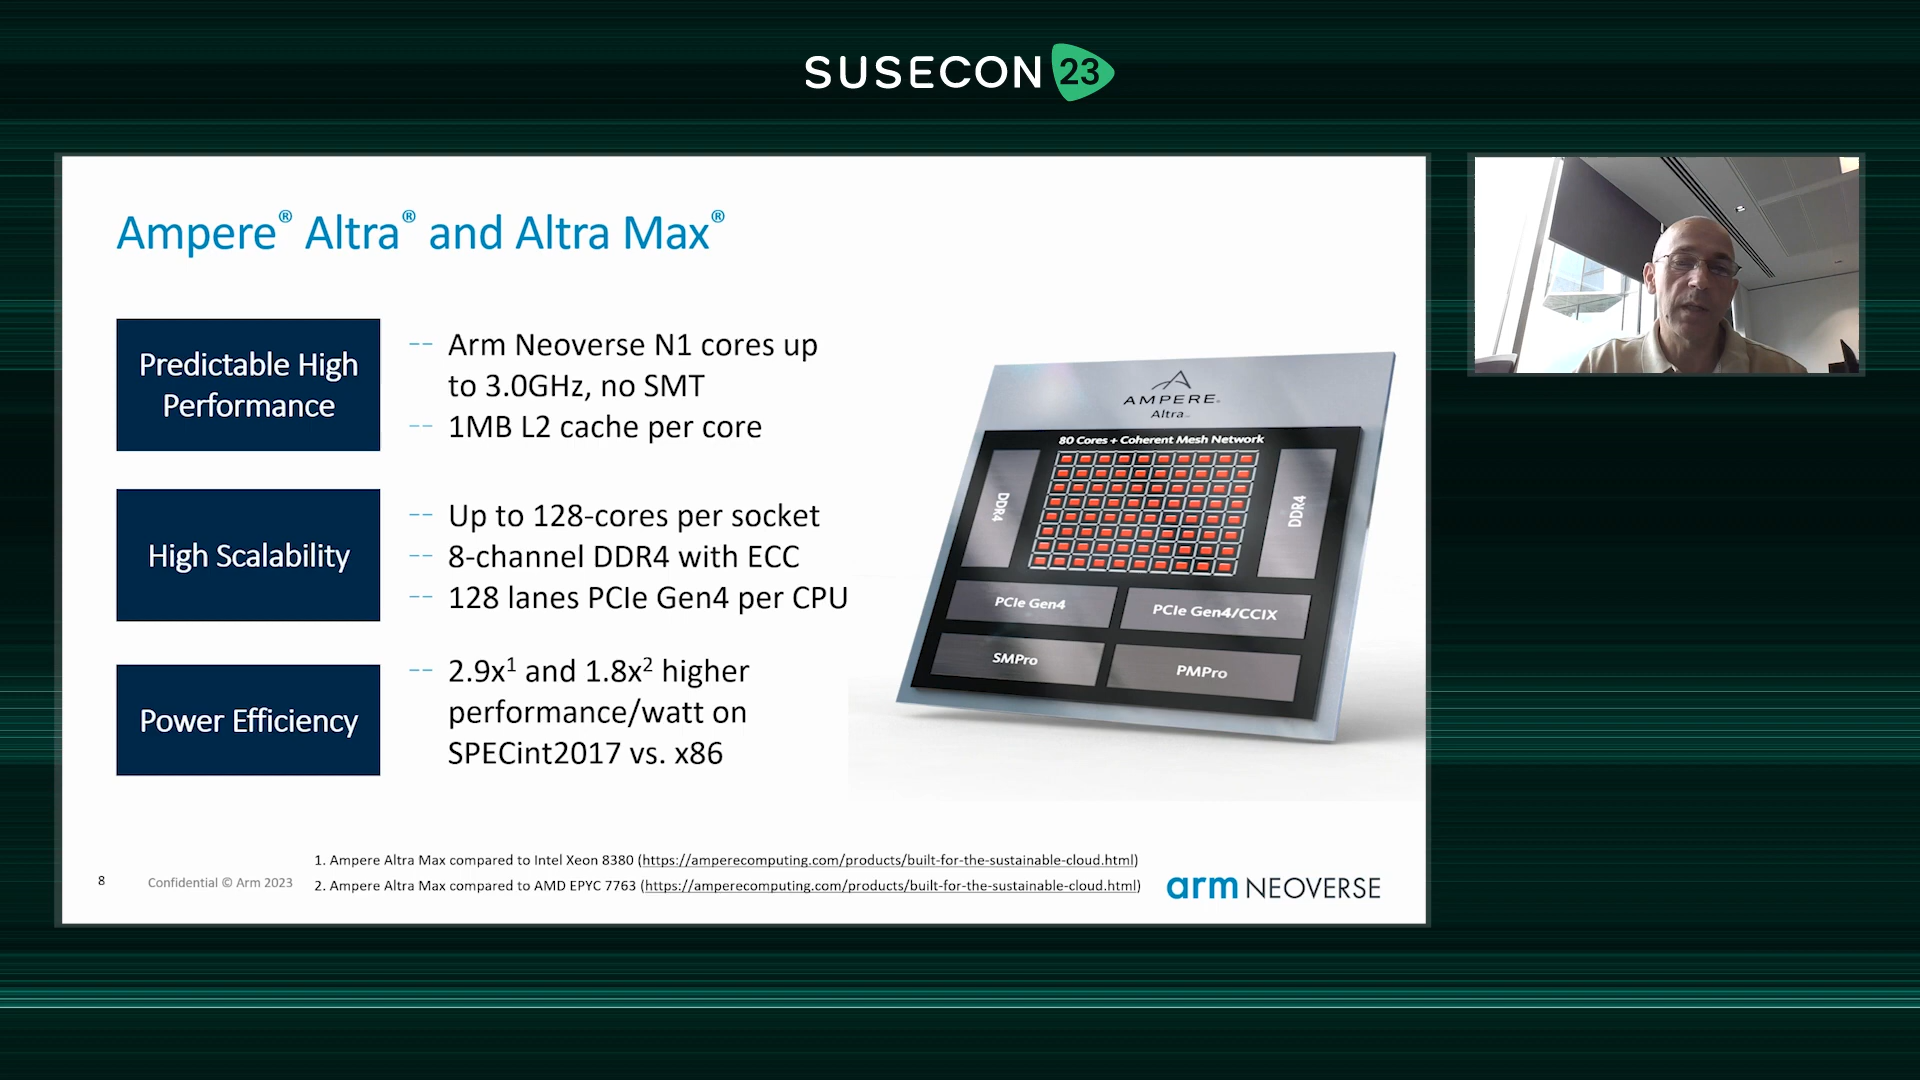 SUSECON 23
Ampere® Altra® and Altra Max®
Predictable High
Performance
-- Arm Neoverse N1 cores up
to 3.0GHz, no SMT
-- 1MB L2 cache per core
High Scalability
-- Up to 128-cores per socket
-- 8-channel DDR4 with ECC
-- 128 lanes PCIe Gen4 per CPU
Power Efficiency
-- 2.9x¹ and 1.8x² higher
performance/watt on
SPECint2017 vs. x86
AMPERE®
Altra™
80 Cores + Coherent Mesh Network
DDR4
DDR4
PCIe Gen4
PCIe Gen4/CCIX
SMPro
PMPro
1. Ampere Altra Max compared to Intel Xeon 8380 (https://amperecomputing.com/products/built-for-the-sustainable-cloud.html)
2. Ampere Altra Max compared to AMD EPYC 7763 (https://amperecomputing.com/products/built-for-the-sustainable-cloud.html)
8
Confidential © Arm 2023
arm NEOVERSE